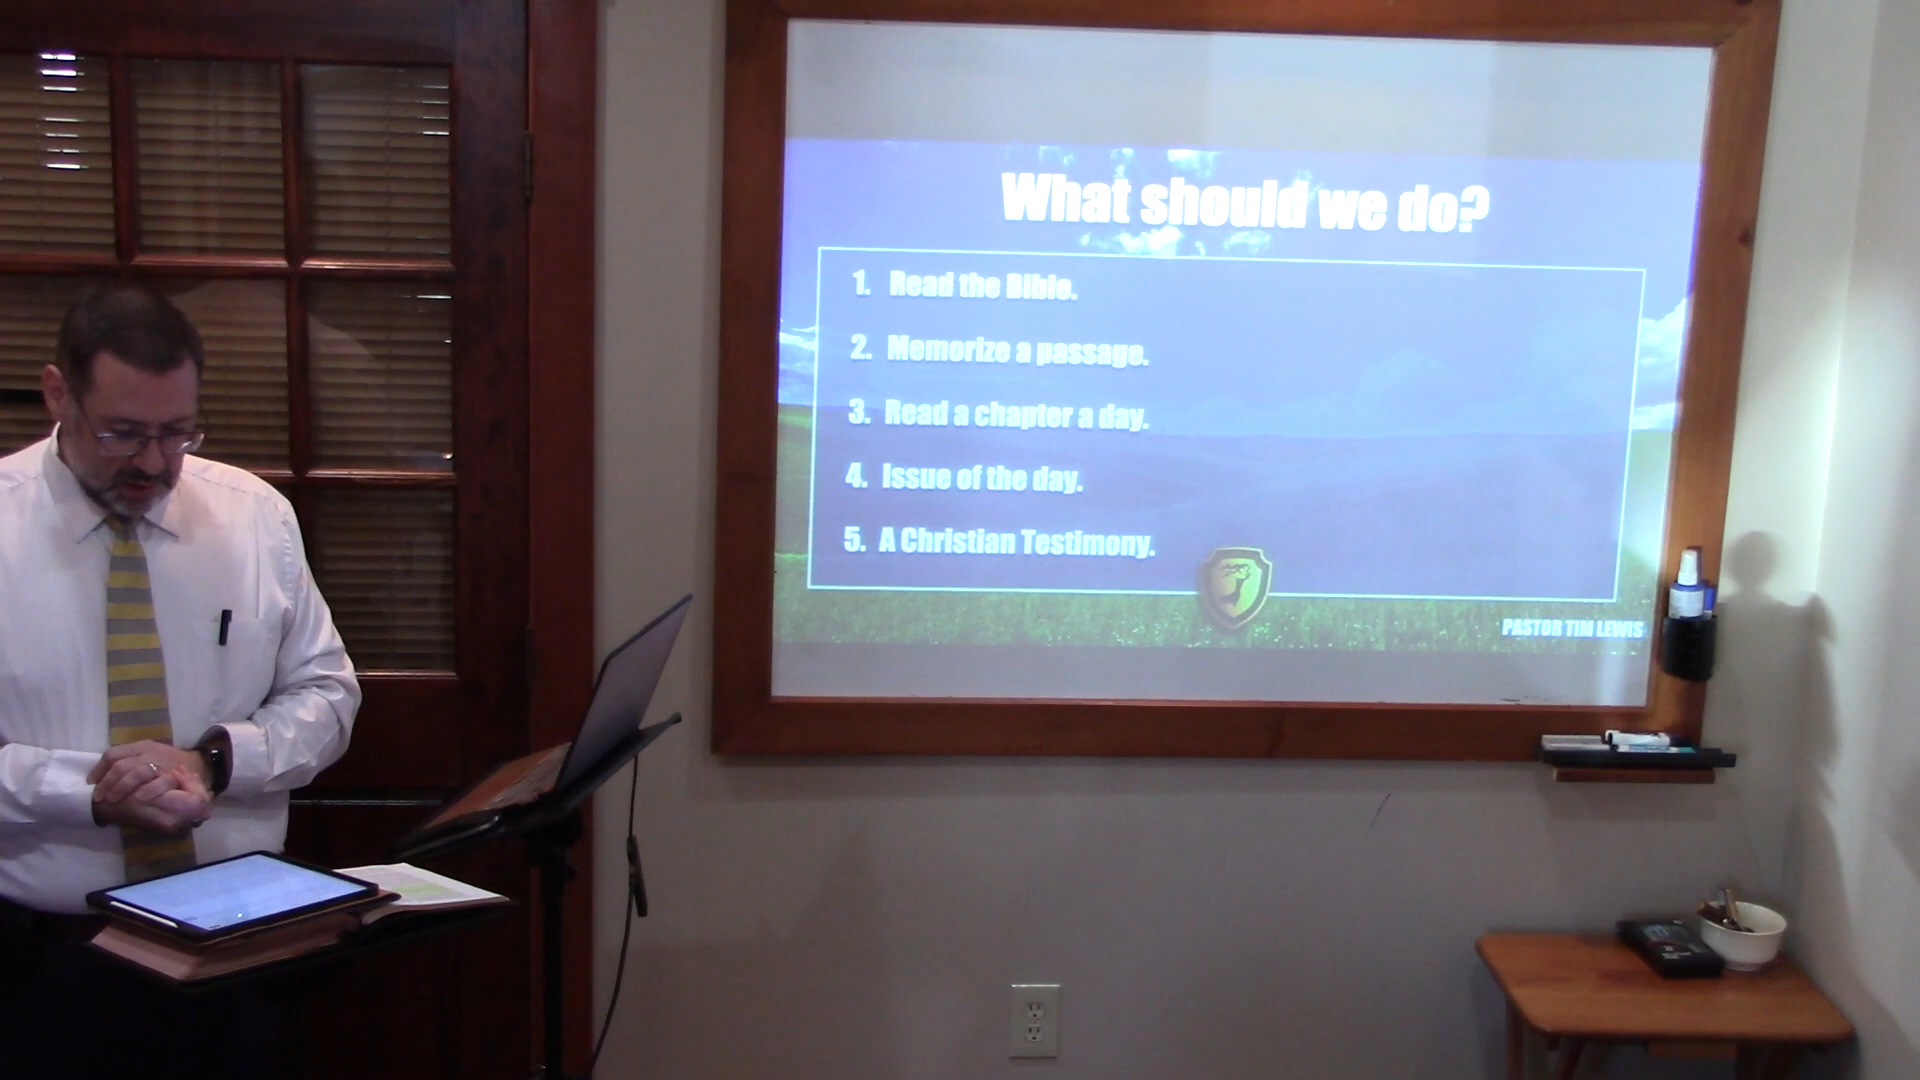 What should we do?
1. Read the Bible.
2. Memorize a passage.
3. Read a chapter a day.
4. Issue of the day.
5. A Christian Testimony.
PASTOR TIM LEWIS